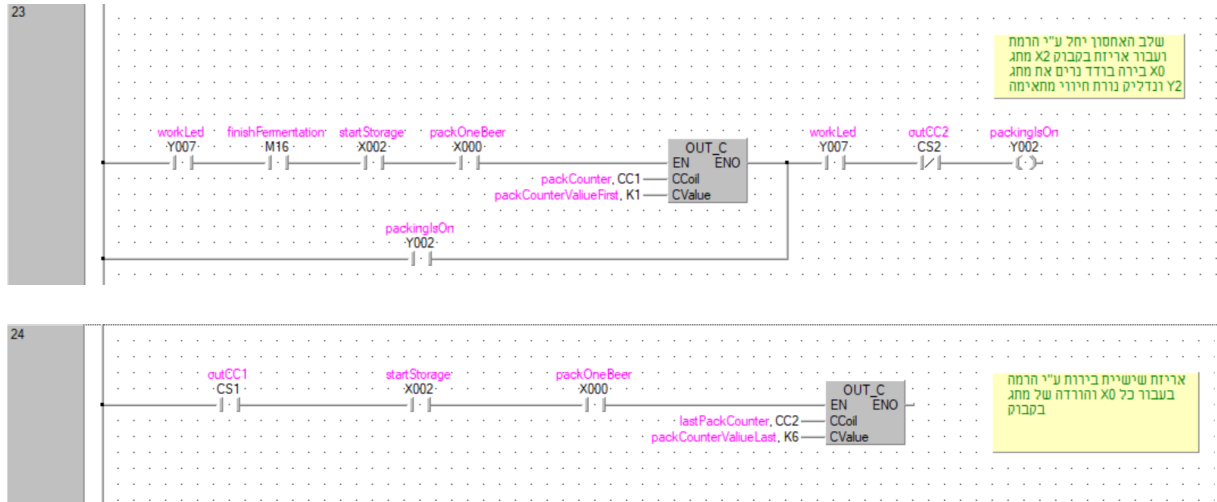 23
שלב האחסון יחל ע"י הרמת
מתג X2 ועבור אריזת בקבוק
בירה בודד נרים את מתג X0
ונדליק נורת חיווי מתאימה Y2
workLed finishFermentation startStorage packOneBeer workLed outCC2 packingIsOn
Y007 M16 X002 X000 OUT_C Y007 CS2 Y002
EN ENO
packCounter, CC1 CCoil
packCounterValiueFirst, K1 CValue
packingIsOn
Y002
24
outCC1 startStorage packOneBeer
CS1 X002 X000 OUT_C
אריזת שישיית בירות ע"י הרמה
והורדה של מתג X0 בעבור כל
בקבוק
EN ENO
lastPackCounter, CC2 CCoil
packCounterValiueLast, K6 CValue